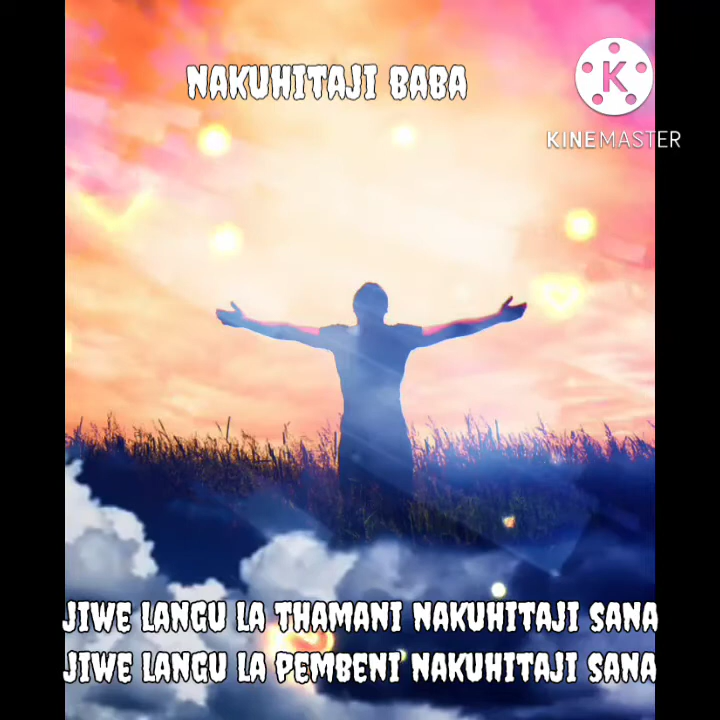 NAKUHITAJI BABA
K
KINEMASTER
JIWE LANGU LA THAMANI NAKUHITAJI SANA
JIWE LANGU LA PEMBENI NAKUHITAJI SANA